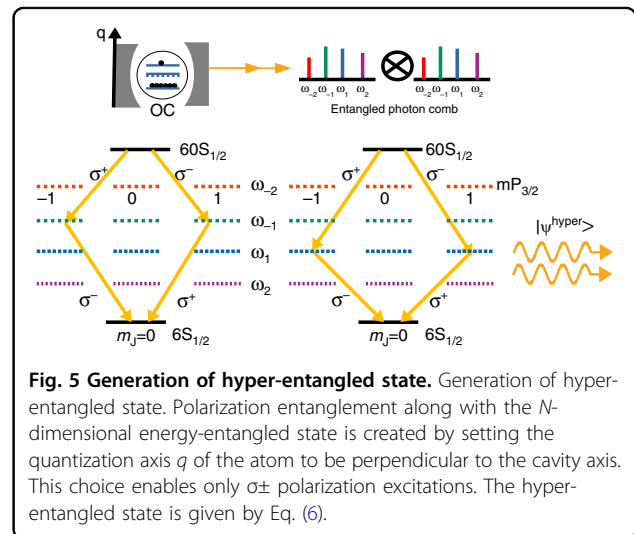 q
OC
ω₋₂ ω₋₁ ω₁ ω₂ ω₋₂ ω₋₁ ω₁ ω₂
Entangled photon comb
60S₁/₂ 60S₁/₂
σ⁺ σ⁻ σ⁺ σ⁻
−1 0 1 ω₋₂ −1 0 1 mP₃/₂
ω₋₁
|ψʰʸᵖᵉʳ>
ω₁
ω₂
σ⁻ σ⁺ σ⁻ σ⁺
mJ=0 6S₁/₂ mJ=0 6S₁/₂
Fig. 5 Generation of hyper-entangled state. Generation of hyper-
entangled state. Polarization entanglement along with the N-
dimensional energy-entangled state is created by setting the
quantization axis q of the atom to be perpendicular to the cavity axis.
This choice enables only σ± polarization excitations. The hyper-
entangled state is given by Eq. (6).